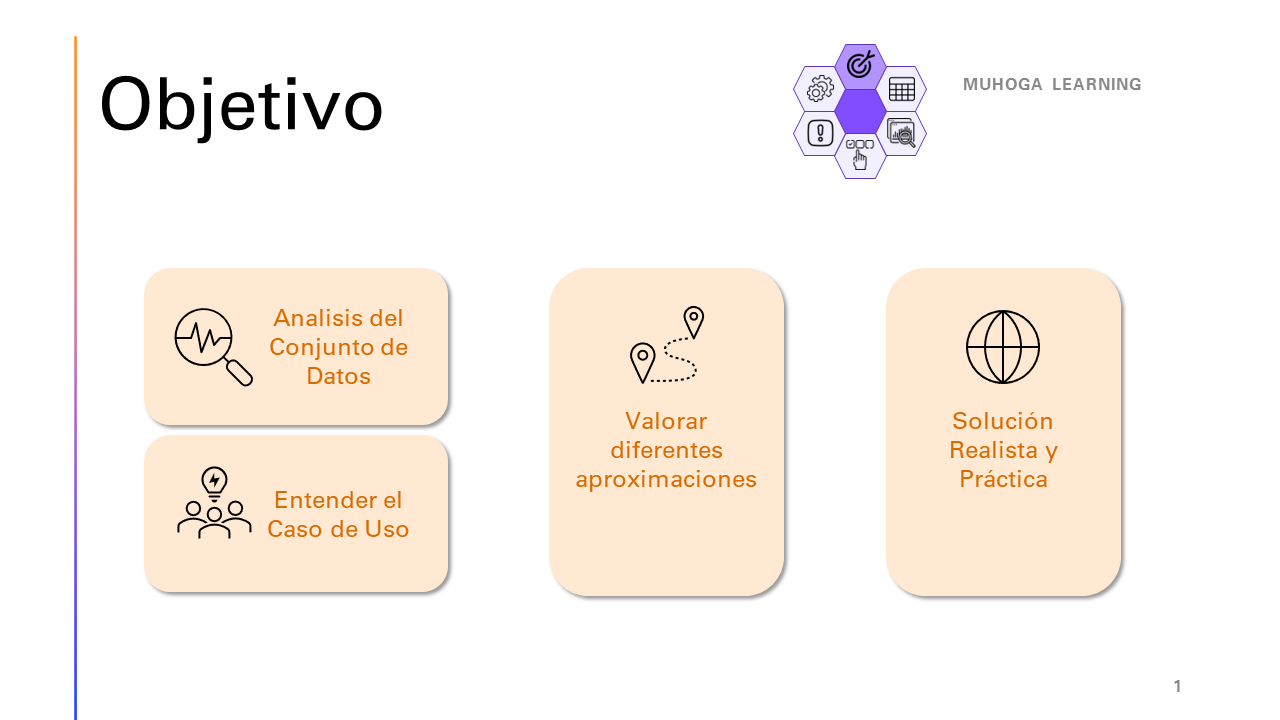 Objetivo
MUHOGA LEARNING
Analisis del
Conjunto de
Datos
Entender el
Caso de Uso
Valorar
diferentes
aproximaciones
Solución
Realista y
Práctica
1